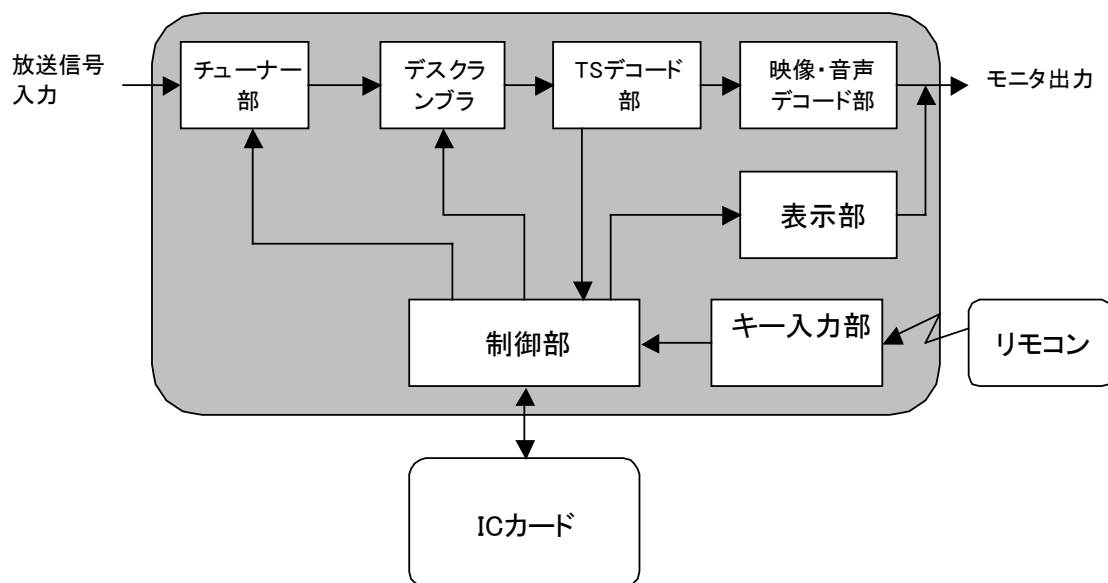 放送信号
入力
チューナー
部
デスクラ
ンブラ
TSデコード
部
映像・音声
デコード部
モニタ出力
表示部
制御部
キー入力部
リモコン
ICカード